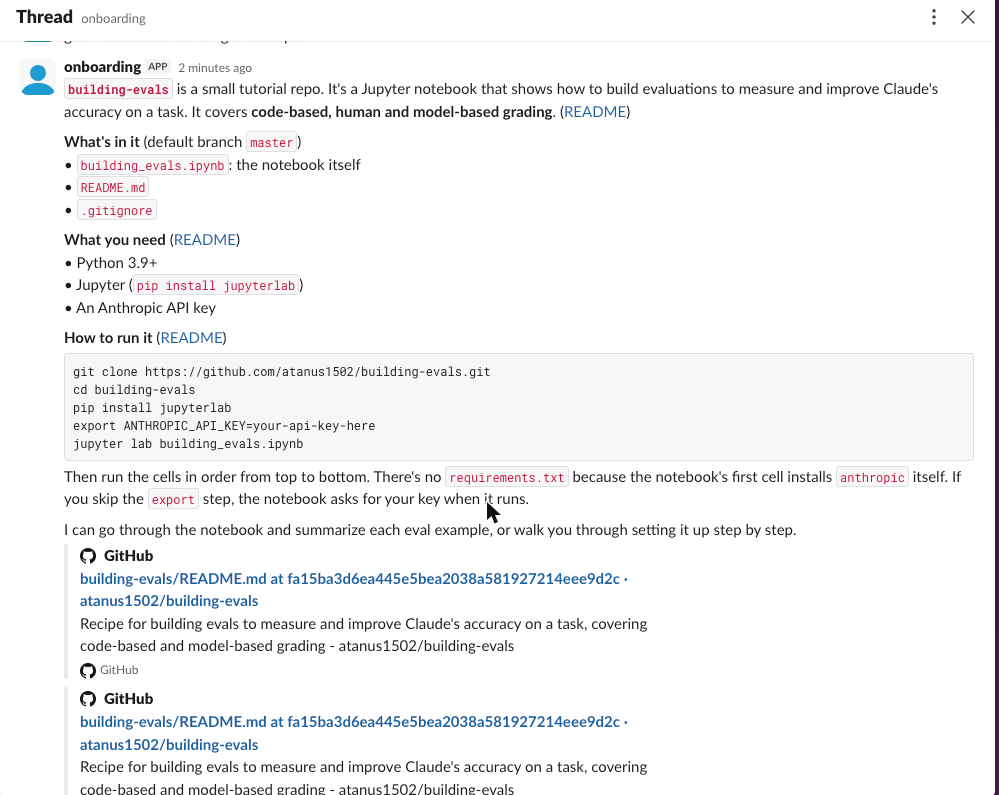 Thread onboarding
onboarding APP 2 minutes ago
building-evals is a small tutorial repo. It's a Jupyter notebook that shows how to build evaluations to measure and improve Claude's
accuracy on a task. It covers code-based, human and model-based grading. (README)
What's in it (default branch master)
• building_evals.ipynb: the notebook itself
• README.md
• .gitignore
What you need (README)
• Python 3.9+
• Jupyter (pip install jupyterlab)
• An Anthropic API key
How to run it (README)
git clone https://github.com/atanus1502/building-evals.git
cd building-evals
pip install jupyterlab
export ANTHROPIC_API_KEY=your-api-key-here
jupyter lab building_evals.ipynb
Then run the cells in order from top to bottom. There's no requirements.txt because the notebook's first cell installs anthropic itself. If
you skip the export step, the notebook asks for your key when it runs.
I can go through the notebook and summarize each eval example, or walk you through setting it up step by step.
GitHub
building-evals/README.md at fa15ba3d6ea445e5bea2038a581927214eee9d2c ·
atanus1502/building-evals
Recipe for building evals to measure and improve Claude's accuracy on a task, covering
code-based and model-based grading - atanus1502/building-evals
GitHub
GitHub
building-evals/README.md at fa15ba3d6ea445e5bea2038a581927214eee9d2c ·
atanus1502/building-evals
Recipe for building evals to measure and improve Claude's accuracy on a task, covering
code-based and model-based grading - atanus1502/building-evals